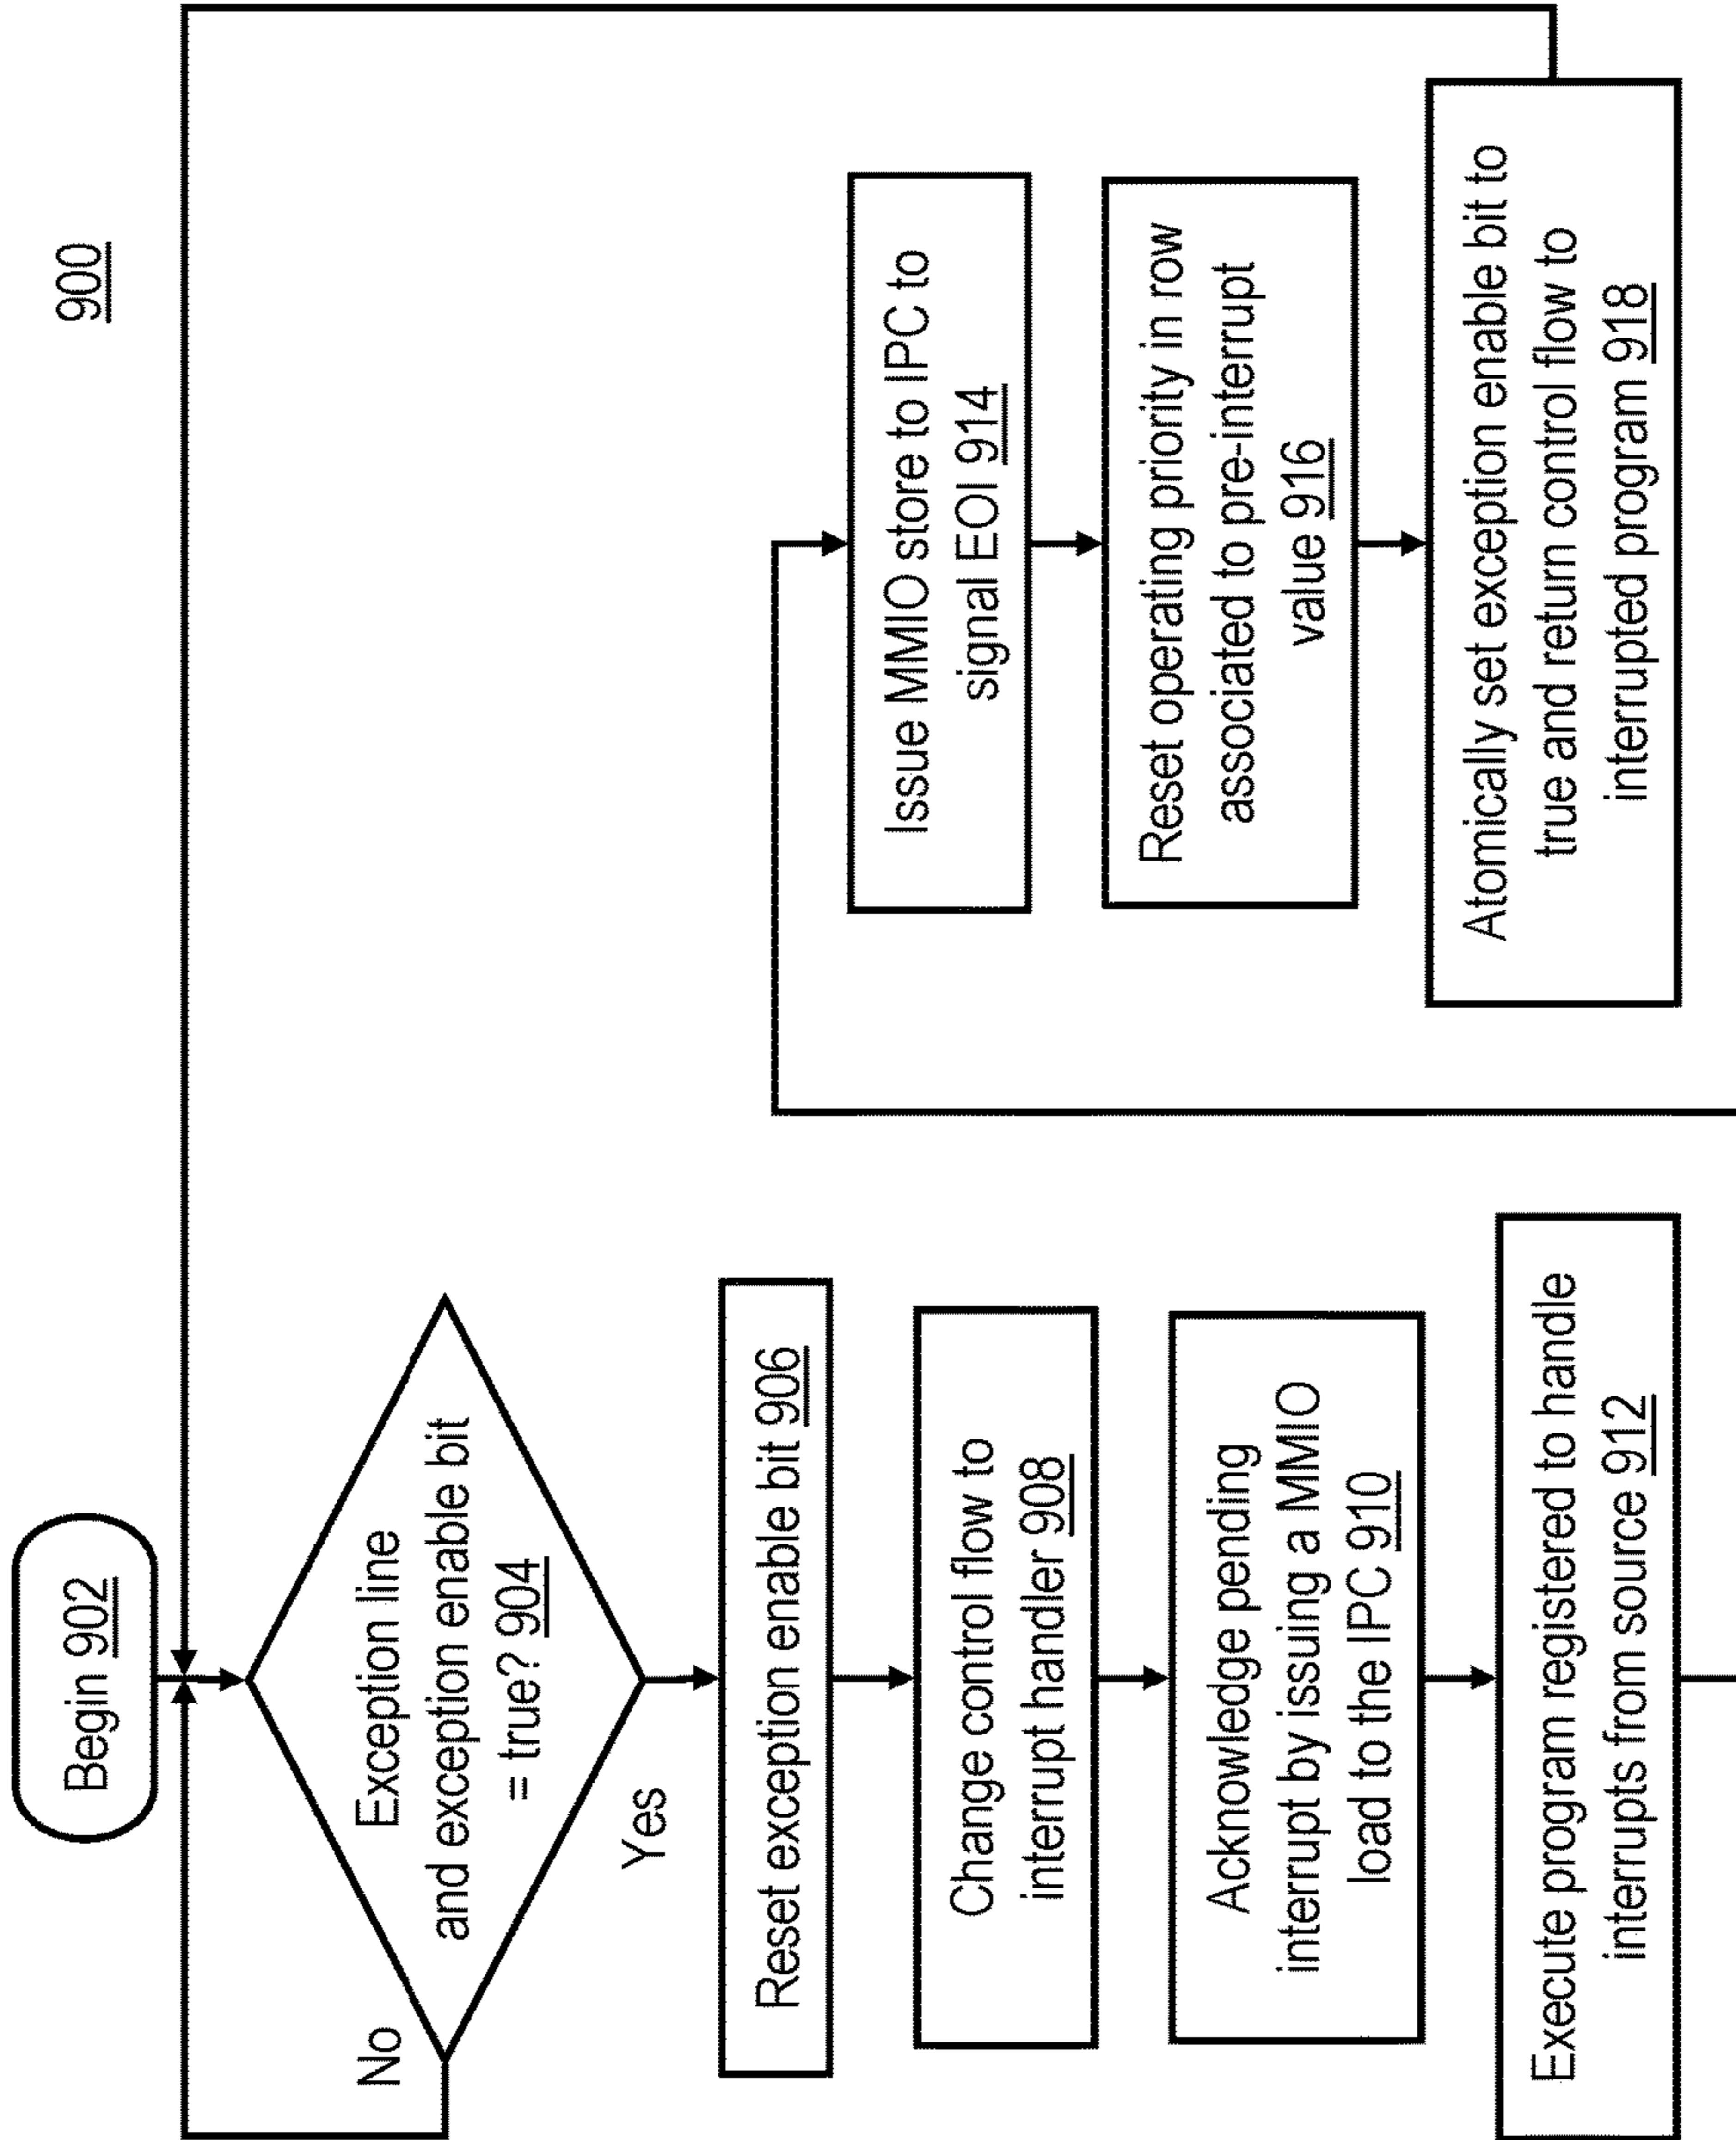 900
Begin 902
Exception line
and exception enable bit
= true? 904
No
Yes
Reset exception enable bit 906
Change control flow to
interrupt handler 908
Acknowledge pending
interrupt by issuing a MMIO
load to the IPC 910
Execute program registered to handle
interrupts from source 912
Issue MMIO store to IPC to
signal EOI 914
Reset operating priority in row
associated to pre-interrupt
value 916
Atomically set exception enable bit to
true and return control flow to
interrupted program 918